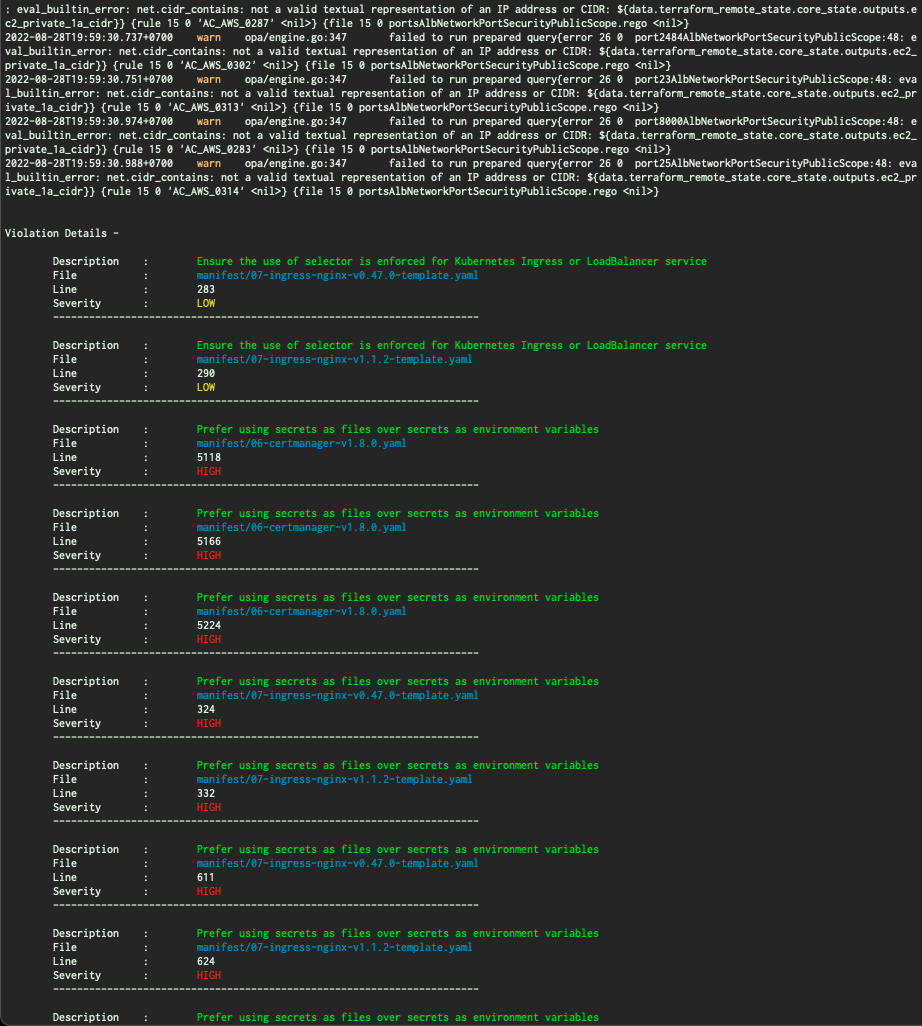 : eval_builtin_error: net.cidr_contains: not a valid textual representation of an IP address or CIDR: ${data.terraform_remote_state.core_state.outputs.e
c2_private_1a_cidr}} {rule 15 0 'AC_AWS_0287' <nil>} {file 15 0 portsAlbNetworkPortSecurityPublicScope.rego <nil>}
2022-08-28T19:59:30.737+0700 warn opa/engine.go:347 failed to run prepared query{error 26 0 port2484AlbNetworkPortSecurityPublicScope:48: e
val_builtin_error: net.cidr_contains: not a valid textual representation of an IP address or CIDR: ${data.terraform_remote_state.core_state.outputs.ec2_
private_1a_cidr}} {rule 15 0 'AC_AWS_0302' <nil>} {file 15 0 portsAlbNetworkPortSecurityPublicScope.rego <nil>}
2022-08-28T19:59:30.751+0700 warn opa/engine.go:347 failed to run prepared query{error 26 0 port23AlbNetworkPortSecurityPublicScope:48: eva
l_builtin_error: net.cidr_contains: not a valid textual representation of an IP address or CIDR: ${data.terraform_remote_state.core_state.outputs.ec2_pr
ivate_1a_cidr}} {rule 15 0 'AC_AWS_0313' <nil>} {file 15 0 portsAlbNetworkPortSecurityPublicScope.rego <nil>}
2022-08-28T19:59:30.974+0700 warn opa/engine.go:347 failed to run prepared query{error 26 0 port8000AlbNetworkPortSecurityPublicScope:48: e
val_builtin_error: net.cidr_contains: not a valid textual representation of an IP address or CIDR: ${data.terraform_remote_state.core_state.outputs.ec2_
private_1a_cidr}} {rule 15 0 'AC_AWS_0283' <nil>} {file 15 0 portsAlbNetworkPortSecurityPublicScope.rego <nil>}
2022-08-28T19:59:30.988+0700 warn opa/engine.go:347 failed to run prepared query{error 26 0 port25AlbNetworkPortSecurityPublicScope:48: eva
l_builtin_error: net.cidr_contains: not a valid textual representation of an IP address or CIDR: ${data.terraform_remote_state.core_state.outputs.ec2_pr
ivate_1a_cidr}} {rule 15 0 'AC_AWS_0314' <nil>} {file 15 0 portsAlbNetworkPortSecurityPublicScope.rego <nil>}
Violation Details -
Description : Ensure the use of selector is enforced for Kubernetes Ingress or LoadBalancer service
File : manifest/07-ingress-nginx-v0.47.0-template.yaml
Line : 283
Severity : LOW
-----------------------------------------------------------------------
Description : Ensure the use of selector is enforced for Kubernetes Ingress or LoadBalancer service
File : manifest/07-ingress-nginx-v1.1.2-template.yaml
Line : 290
Severity : LOW
-----------------------------------------------------------------------
Description : Prefer using secrets as files over secrets as environment variables
File : manifest/06-certmanager-v1.8.0.yaml
Line : 5118
Severity : HIGH
-----------------------------------------------------------------------
Description : Prefer using secrets as files over secrets as environment variables
File : manifest/06-certmanager-v1.8.0.yaml
Line : 5166
Severity : HIGH
-----------------------------------------------------------------------
Description : Prefer using secrets as files over secrets as environment variables
File : manifest/06-certmanager-v1.8.0.yaml
Line : 5224
Severity : HIGH
-----------------------------------------------------------------------
Description : Prefer using secrets as files over secrets as environment variables
File : manifest/07-ingress-nginx-v0.47.0-template.yaml
Line : 324
Severity : HIGH
-----------------------------------------------------------------------
Description : Prefer using secrets as files over secrets as environment variables
File : manifest/07-ingress-nginx-v1.1.2-template.yaml
Line : 332
Severity : HIGH
-----------------------------------------------------------------------
Description : Prefer using secrets as files over secrets as environment variables
File : manifest/07-ingress-nginx-v0.47.0-template.yaml
Line : 611
Severity : HIGH
-----------------------------------------------------------------------
Description : Prefer using secrets as files over secrets as environment variables
File : manifest/07-ingress-nginx-v1.1.2-template.yaml
Line : 624
Severity : HIGH
-----------------------------------------------------------------------
Description : Prefer using secrets as files over secrets as environment variables